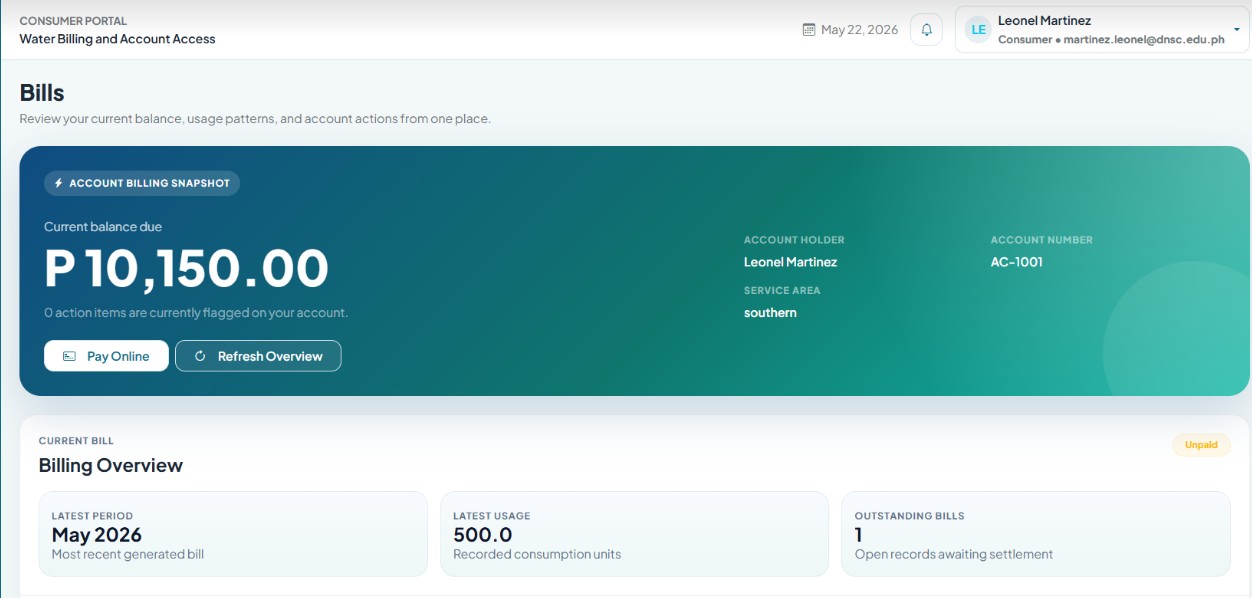 CONSUMER PORTAL
Water Billing and Account Access
May 22, 2026
LE
Leonel Martinez
Consumer • martinez.leonel@dnsc.edu.ph
Bills
Review your current balance, usage patterns, and account actions from one place.
ACCOUNT BILLING SNAPSHOT
Current balance due
P 10,150.00
0 action items are currently flagged on your account.
Pay Online
Refresh Overview
ACCOUNT HOLDER
Leonel Martinez
ACCOUNT NUMBER
AC-1001
SERVICE AREA
southern
CURRENT BILL
Billing Overview
Unpaid
LATEST PERIOD
May 2026
Most recent generated bill
LATEST USAGE
500.0
Recorded consumption units
OUTSTANDING BILLS
1
Open records awaiting settlement